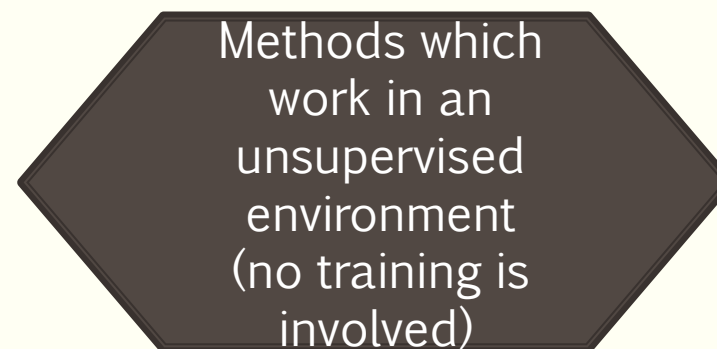 Methods which
work in an
unsupervised
environment
(no training is
involved)